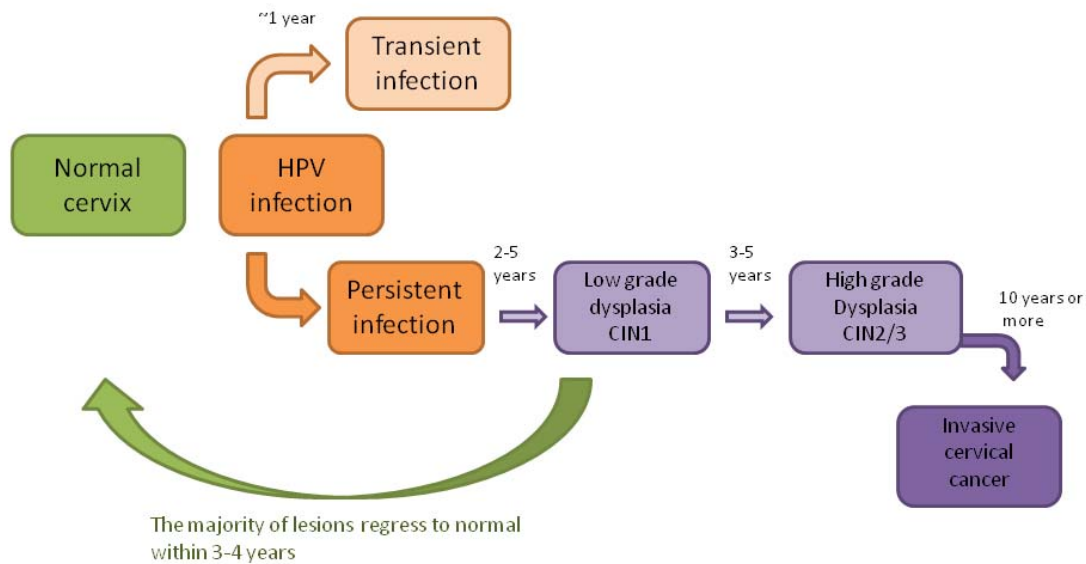 ~1 year
Transient
infection
Normal
cervix
HPV
infection
Persistent
infection
2-5
years
Low grade
dysplasia
CIN1
3-5
years
High grade
Dysplasia
CIN2/3
10 years or
more
Invasive
cervical
cancer
The majority of lesions regress to normal
within 3-4 years